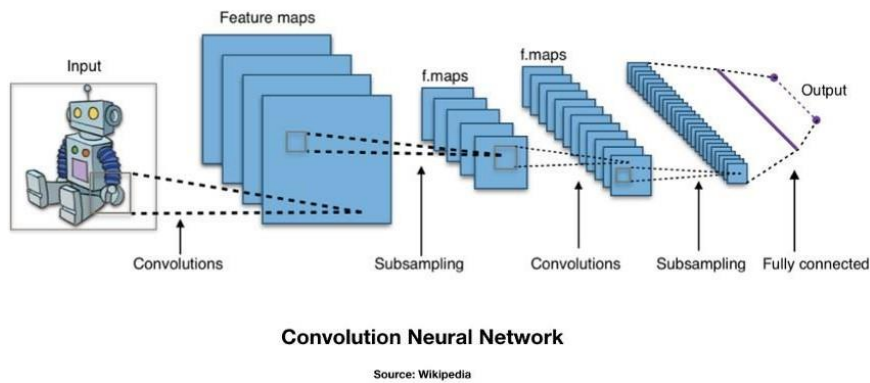 Feature maps
Input
f.maps
f.maps
Output
Convolutions
Subsampling
Convolutions
Subsampling
Fully connected
Convolution Neural Network
Source: Wikipedia